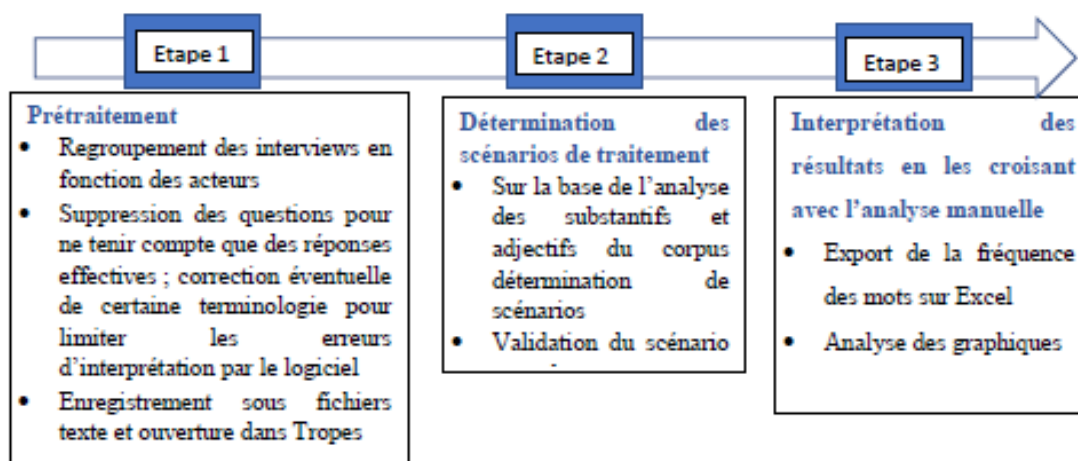 Etape 1
Prétraitement
• Regroupement des interviews en
fonction des acteurs
• Suppression des questions pour
ne tenir compte que des réponses
effectives ; correction éventuelle
de certaine terminologie pour
limiter les erreurs
d’interprétation par le logiciel
• Enregistrement sous fichiers
texte et ouverture dans Tropes
Etape 2
Détermination des
scénarios de traitement
• Sur la base de l’analyse
des substantifs et
adjectifs du corpus
détermination de
scénarios
• Validation du scénario
Etape 3
Interprétation des
résultats en les croisant
avec l’analyse manuelle
• Export de la fréquence
des mots sur Excel
• Analyse des graphiques